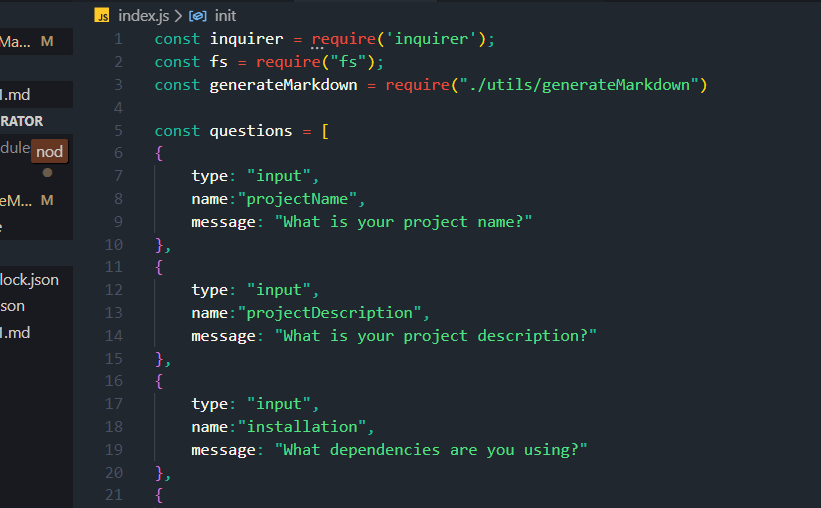 JS index.js > init
Ma... M
1.md
RATOR
dule nod
eM... M
e
lock.json
son
1.md
1 const inquirer = require('inquirer');
2 const fs = require("fs");
3 const generateMarkdown = require("./utils/generateMarkdown")
4
5 const questions = [
6 {
7 type: "input",
8 name:"projectName",
9 message: "What is your project name?"
10 },
11 {
12 type: "input",
13 name:"projectDescription",
14 message: "What is your project description?"
15 },
16 {
17 type: "input",
18 name:"installation",
19 message: "What dependencies are you using?"
20 },
21 {